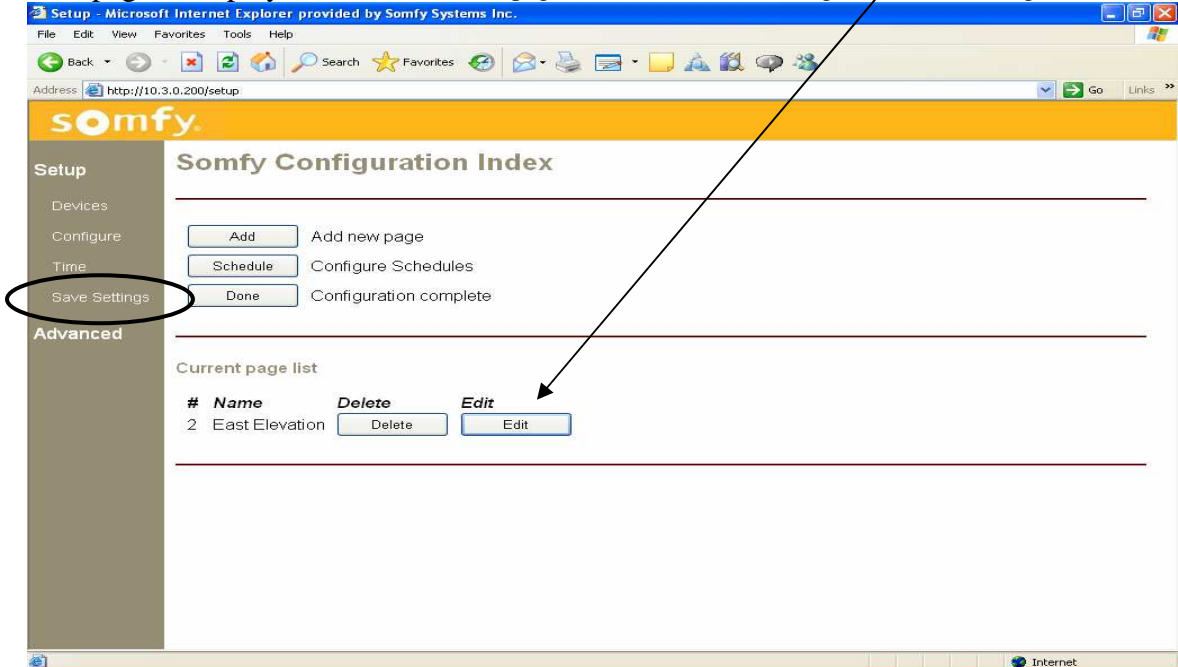 Setup - Microsoft Internet Explorer provided by Somfy Systems Inc.
File Edit View Favorites Tools Help
Back Search Favorites
Address http://10.3.0.200/setup Go Links »
somfy.
Setup
Somfy Configuration Index
Devices
Configure
Add Add new page
Time
Schedule Configure Schedules
Save Settings
Done Configuration complete
Advanced
Current page list
# Name Delete Edit
2 East Elevation Delete Edit
Internet